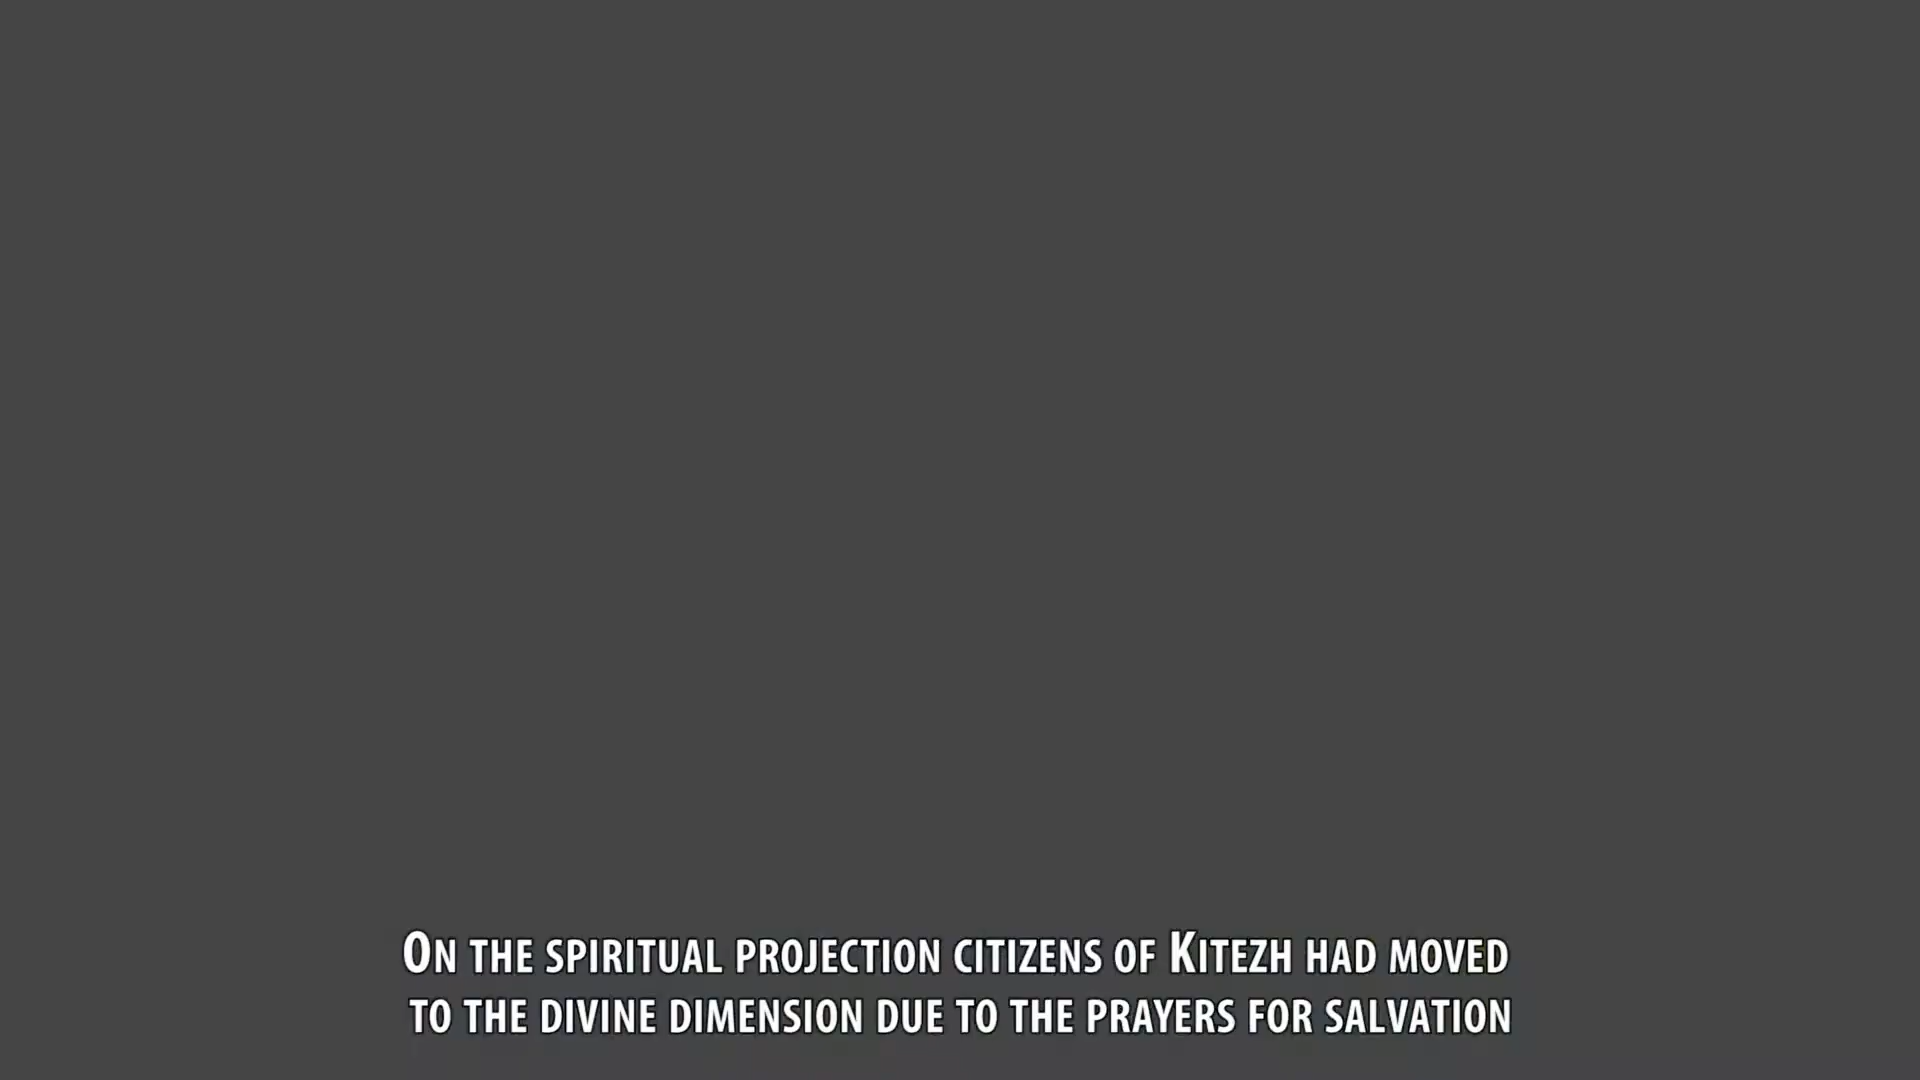 On the spiritual projection citizens of Kitezh had moved
to the divine dimension due to the prayers for salvation